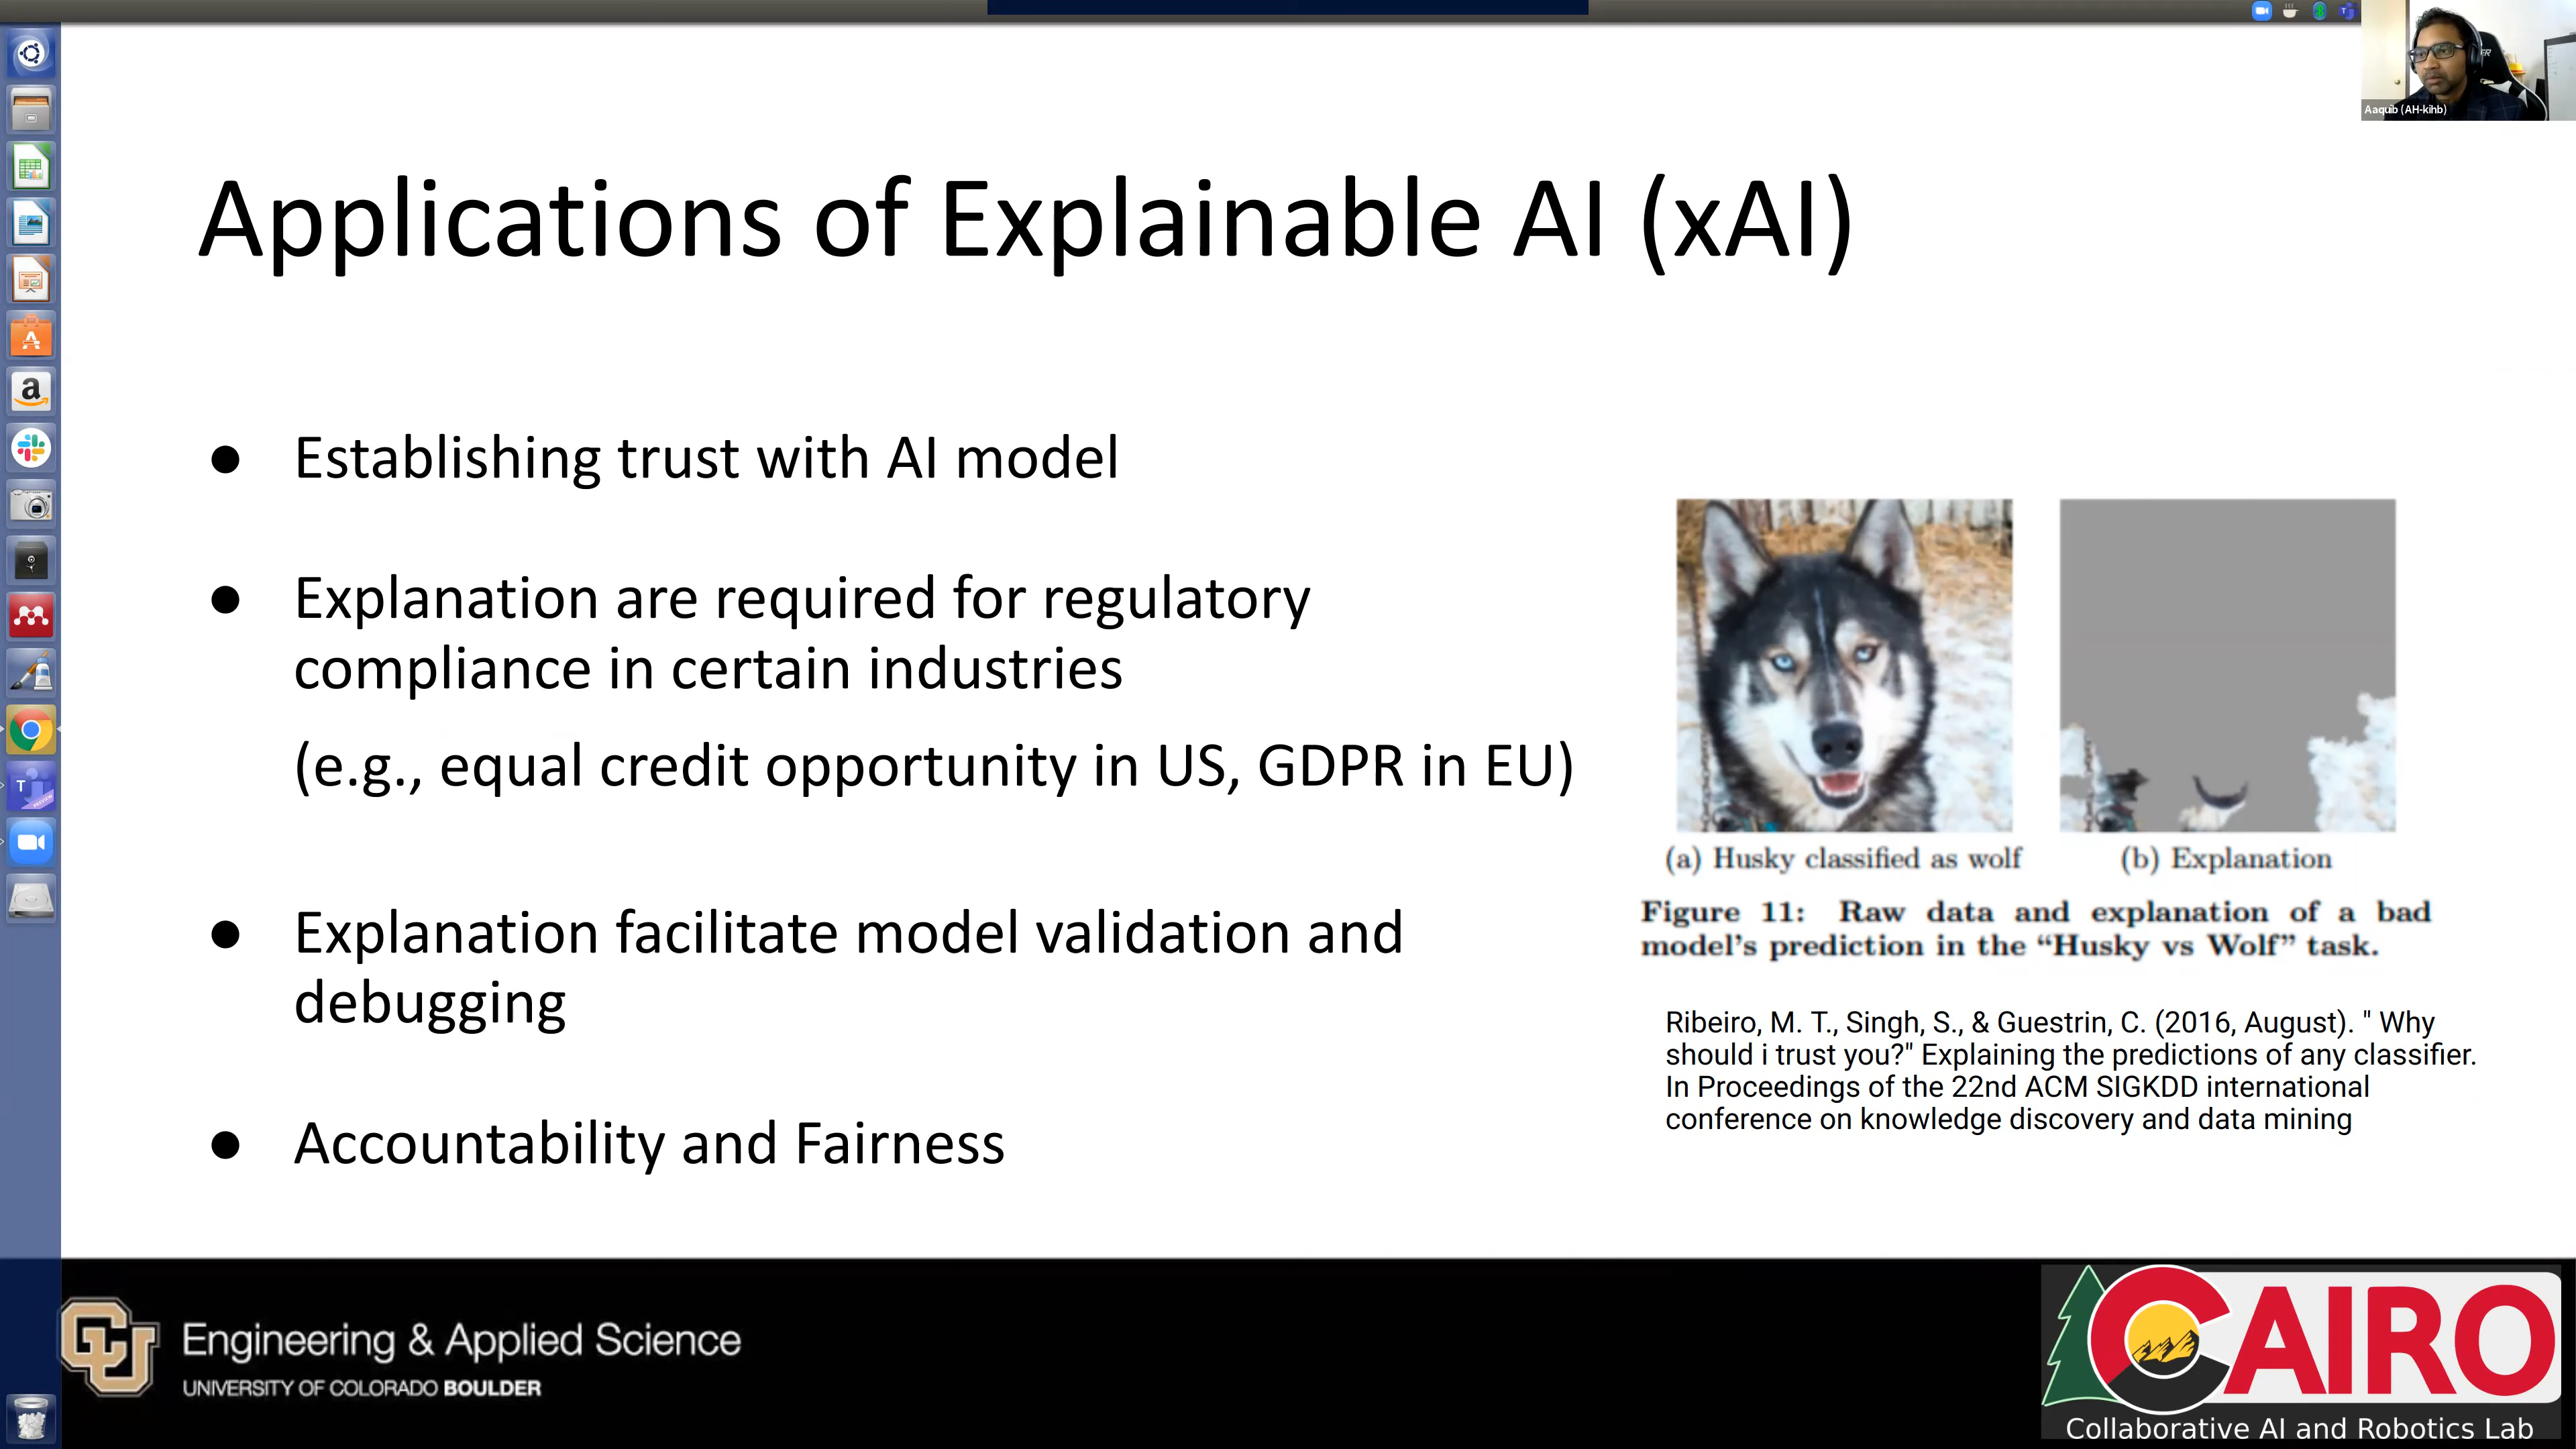 Aaquib (AH-kihb)
Applications of Explainable AI (xAI)
● Establishing trust with AI model
● Explanation are required for regulatory
compliance in certain industries
(e.g., equal credit opportunity in US, GDPR in EU)
● Explanation facilitate model validation and
debugging
● Accountability and Fairness
(a) Husky classified as wolf
(b) Explanation
Figure 11: Raw data and explanation of a bad
model's prediction in the “Husky vs Wolf” task.
Ribeiro, M. T., Singh, S., & Guestrin, C. (2016, August). " Why
should i trust you?" Explaining the predictions of any classifier.
In Proceedings of the 22nd ACM SIGKDD international
conference on knowledge discovery and data mining
CU
Engineering & Applied Science
UNIVERSITY OF COLORADO BOULDER
CAIRO
Collaborative AI and Robotics Lab